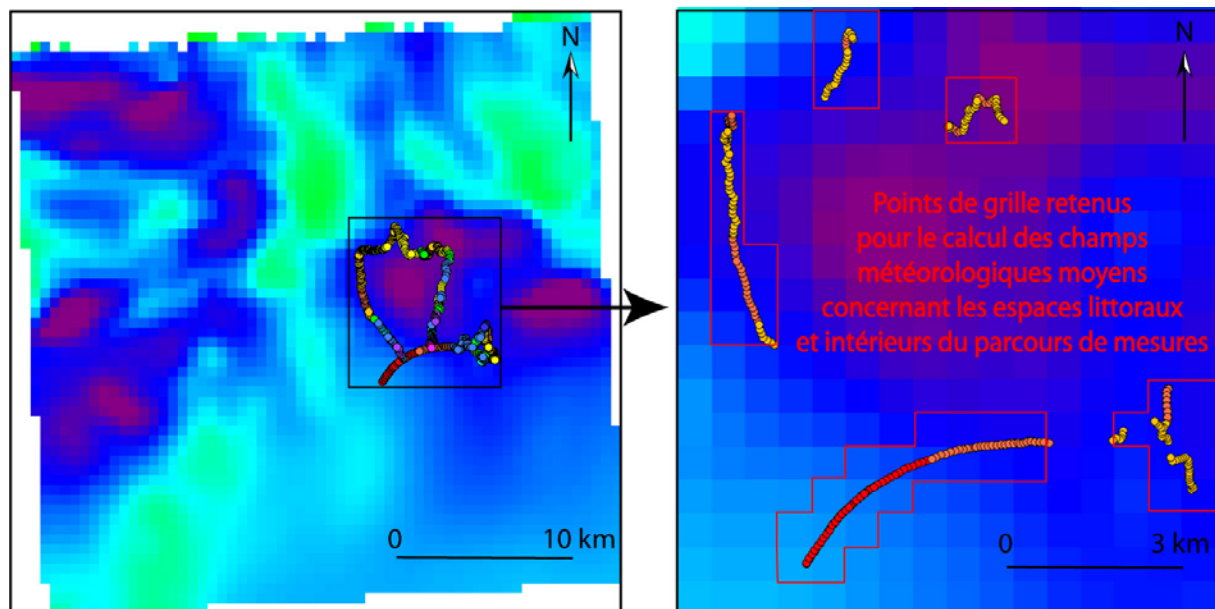 N
0 10 km
N
Points de grille retenus
pour le calcul des champs
météorologiques moyens
concernant les espaces littoraux
et intérieurs du parcours de mesures
0 3 km